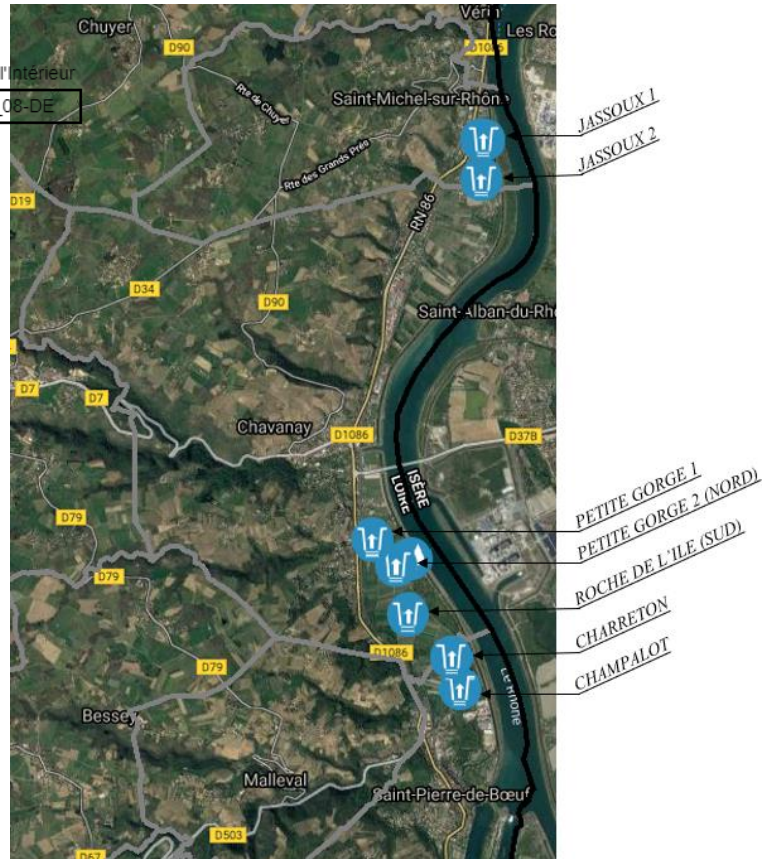 Vérin
Chuyer
Les Ro
D90
D1086
l'Intérieur
08-DE
Rte de Chuyer
Saint-Michel-sur-Rhône
JASSOUX 1
JASSOUX 2
Rte des Grands Prés
D19
RN 86
D34
D90
Saint-Alban-du-Rh
D7
D7
Chavanay
D1086
D37B
ISÈRE
LOIRE
PETITE GORGE 1
PETITE GORGE 2 (NORD)
ROCHE DE L'ILE (SUD)
CHARRETON
CHAMPALOT
D79
D79
D79
D1086
Le Rhône
Bessey
Malleval
Saint-Pierre-de-Bœuf
D503
D67